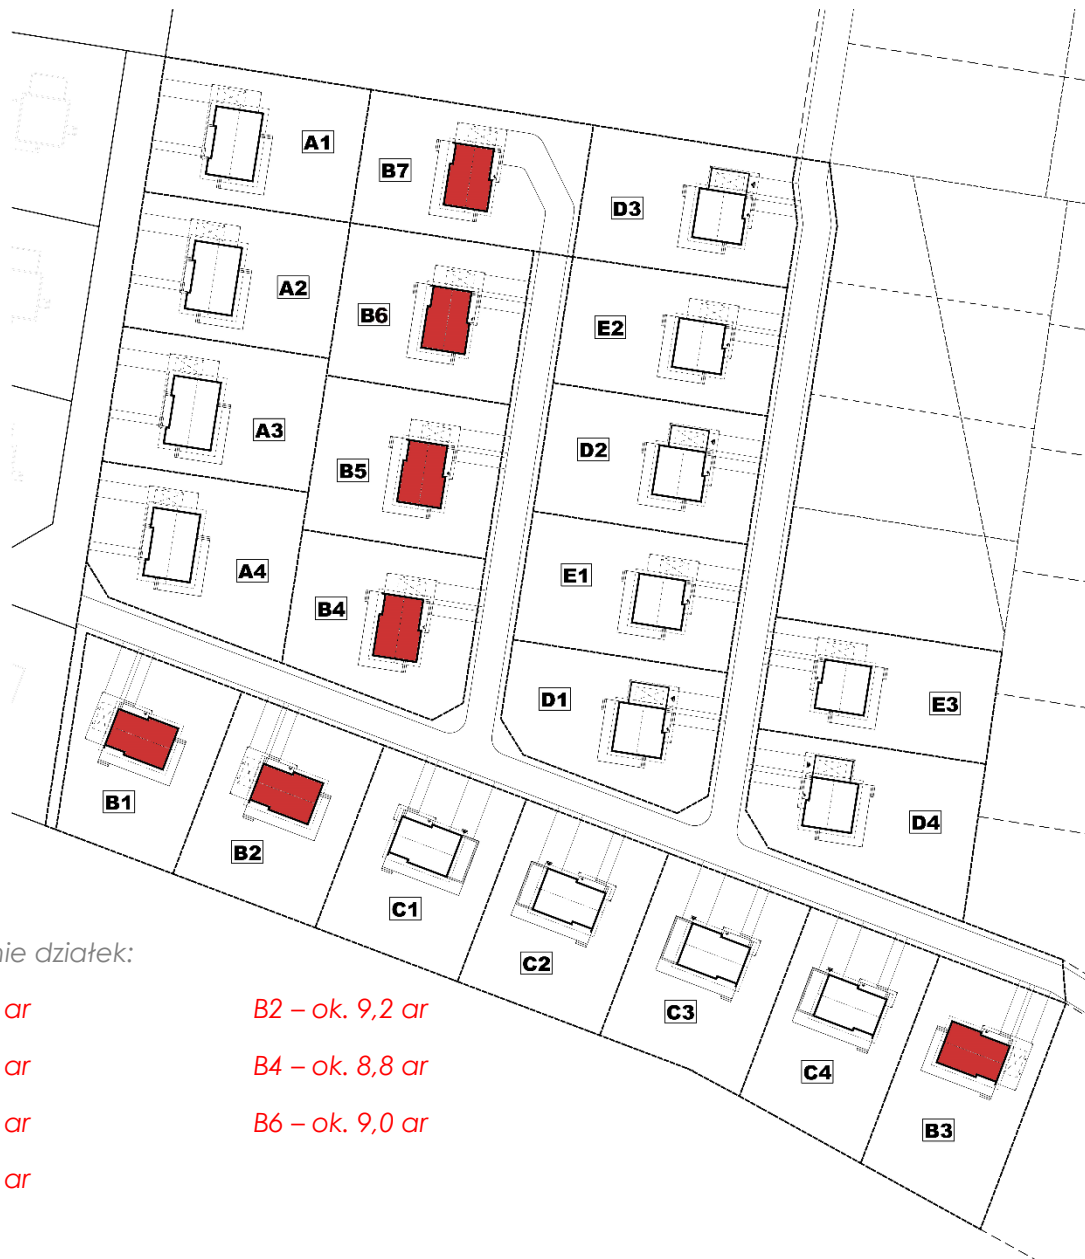 A1
B7
D3
A2
B6
E2
A3
B5
D2
A4
B4
E1
D1
E3
B1
B2
D4
C1
C2
C3
C4
B3
nie działek:
ar B2 – ok. 9,2 ar
ar B4 – ok. 8,8 ar
ar B6 – ok. 9,0 ar
ar